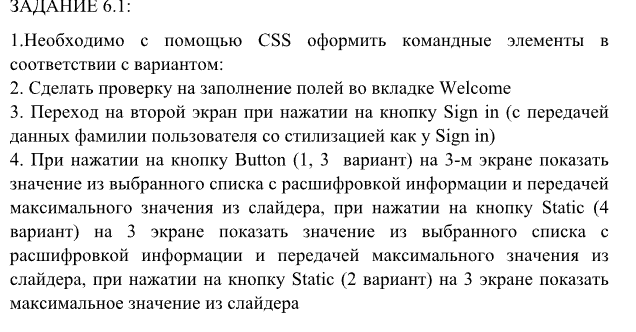 ЗАДАНИЕ 6.1:
1.Необходимо с помощью CSS оформить командные элементы в
соответствии с вариантом:
2. Сделать проверку на заполнение полей во вкладке Welcome
3. Переход на второй экран при нажатии на кнопку Sign in (с передачей
данных фамилии пользователя со стилизацией как у Sign in)
4. При нажатии на кнопку Button (1, 3 вариант) на 3-м экране показать
значение из выбранного списка с расшифровкой информации и передачей
максимального значения из слайдера, при нажатии на кнопку Static (4
вариант) на 3 экране показать значение из выбранного списка с
расшифровкой информации и передачей максимального значения из
слайдера, при нажатии на кнопку Static (2 вариант) на 3 экране показать
максимальное значение из слайдера